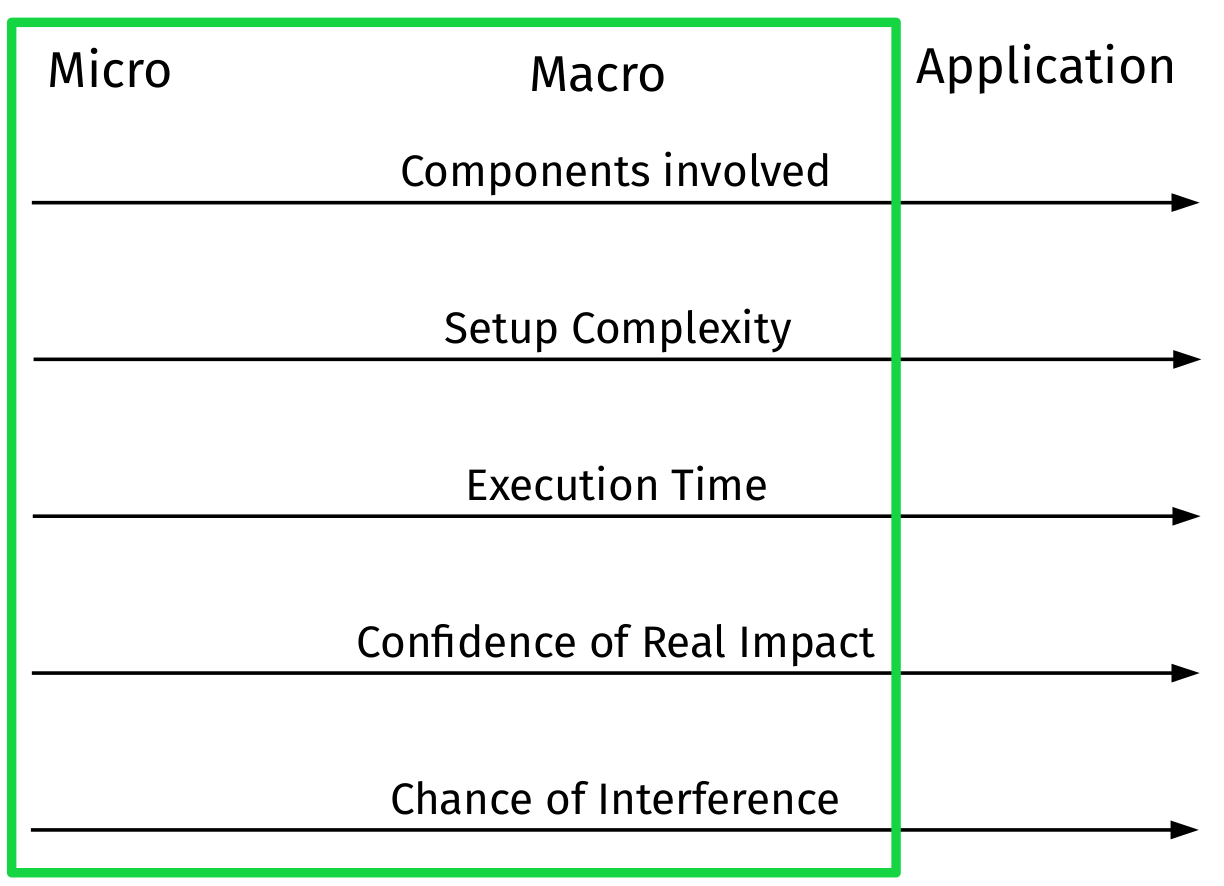 Micro Macro Application
Components involved
Setup Complexity
Execution Time
Confidence of Real Impact
Chance of Interference